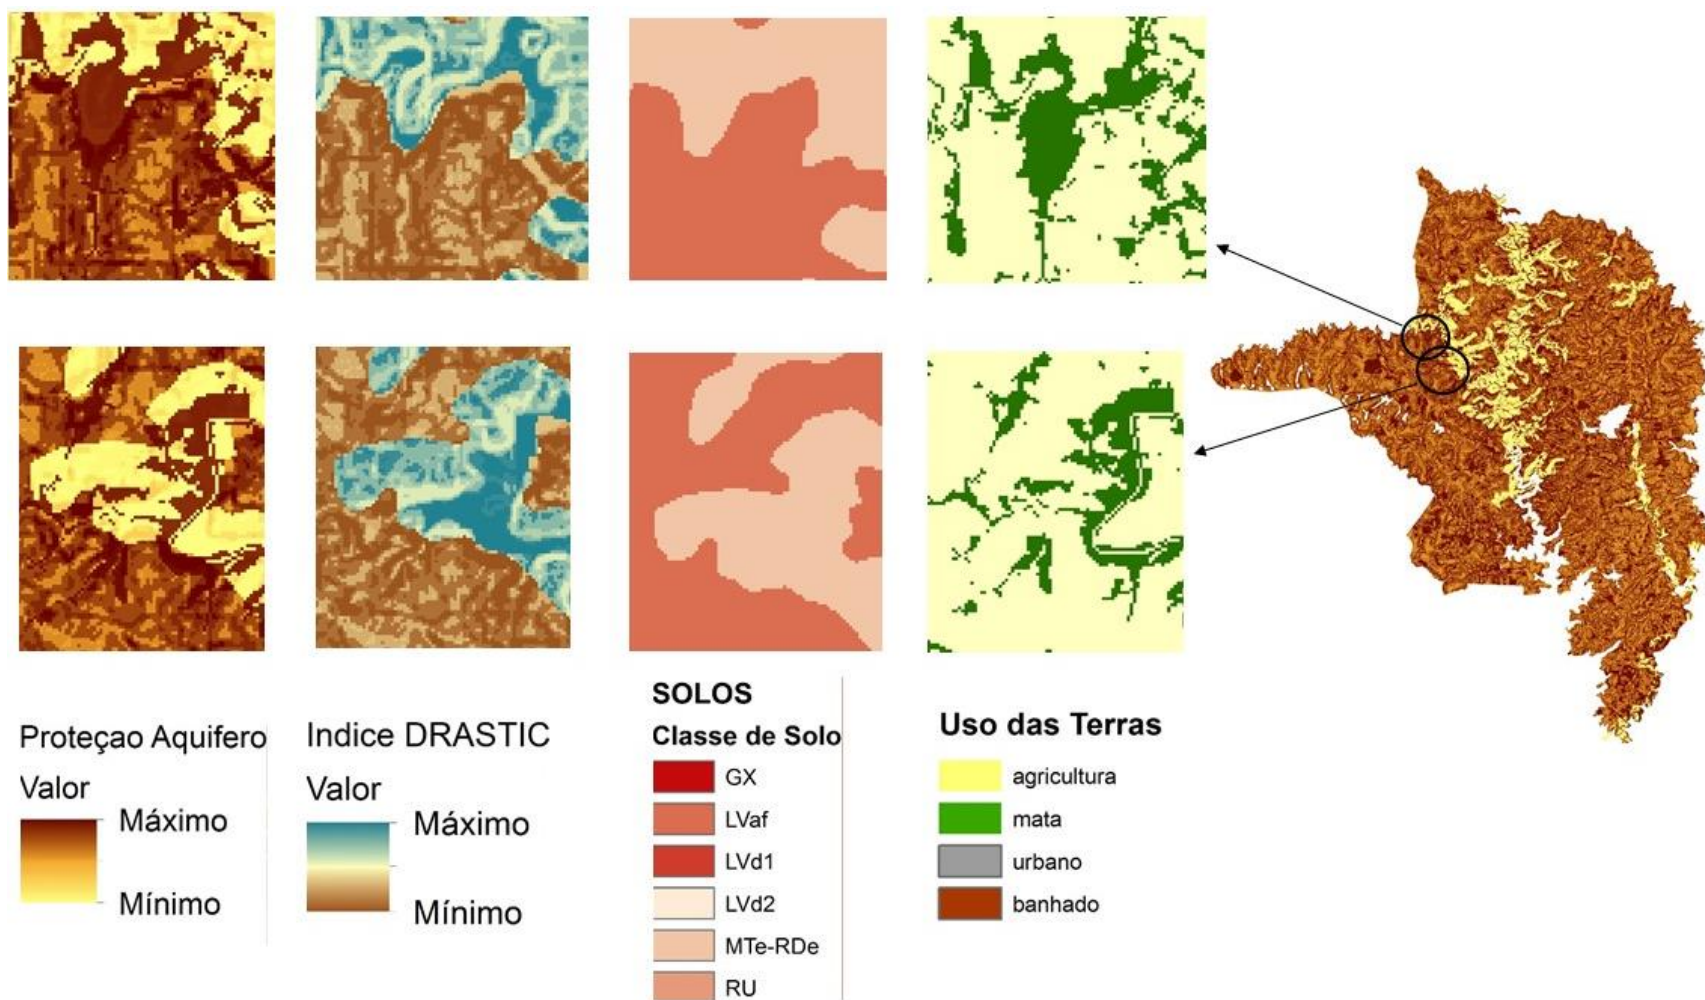 Proteçao Aquifero
Valor
Máximo
Mínimo
Indice DRASTIC
Valor
Máximo
Mínimo
SOLOS
Classe de Solo
GX
LVaf
LVd1
LVd2
MTe-RDe
RU
Uso das Terras
agricultura
mata
urbano
banhado